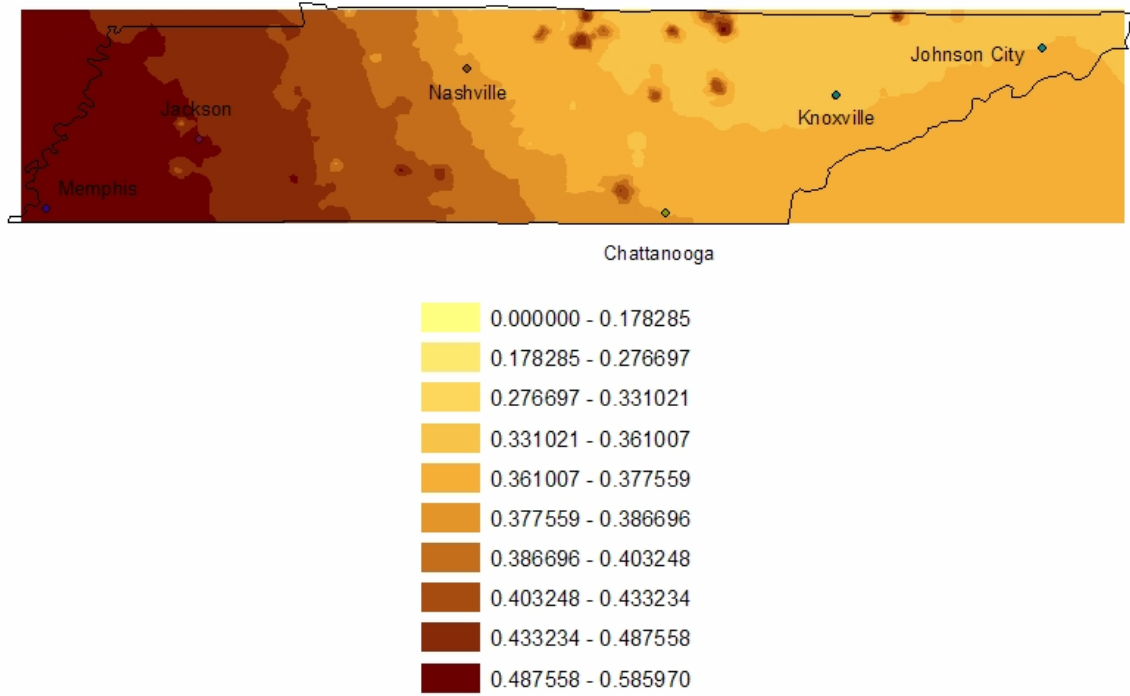 Johnson City
Nashville
Jackson
Knoxville
Memphis
Chattanooga
0.000000 - 0.178285
0.178285 - 0.276697
0.276697 - 0.331021
0.331021 - 0.361007
0.361007 - 0.377559
0.377559 - 0.386696
0.386696 - 0.403248
0.403248 - 0.433234
0.433234 - 0.487558
0.487558 - 0.585970